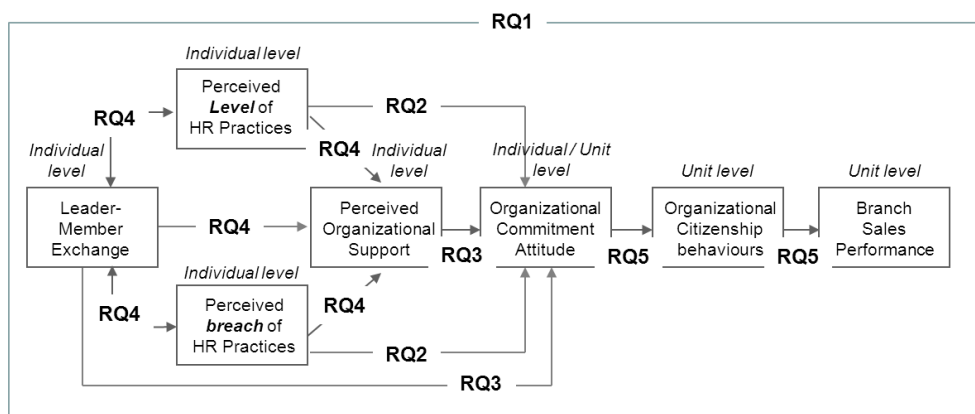 RQ1
Individual level
Perceived
Level of
HR Practices
RQ2
RQ4
RQ4
Individual
level
Individual
level
Individual / Unit
level
Unit level
Unit level
Leader-
Member
Exchange
RQ4
Perceived
Organizational
Support
RQ3
Organizational
Commitment
Attitude
RQ5
Organizational
Citizenship
behaviours
RQ5
Branch
Sales
Performance
Individual level
RQ4
RQ4
Perceived
breach of
HR Practices
RQ2
RQ3